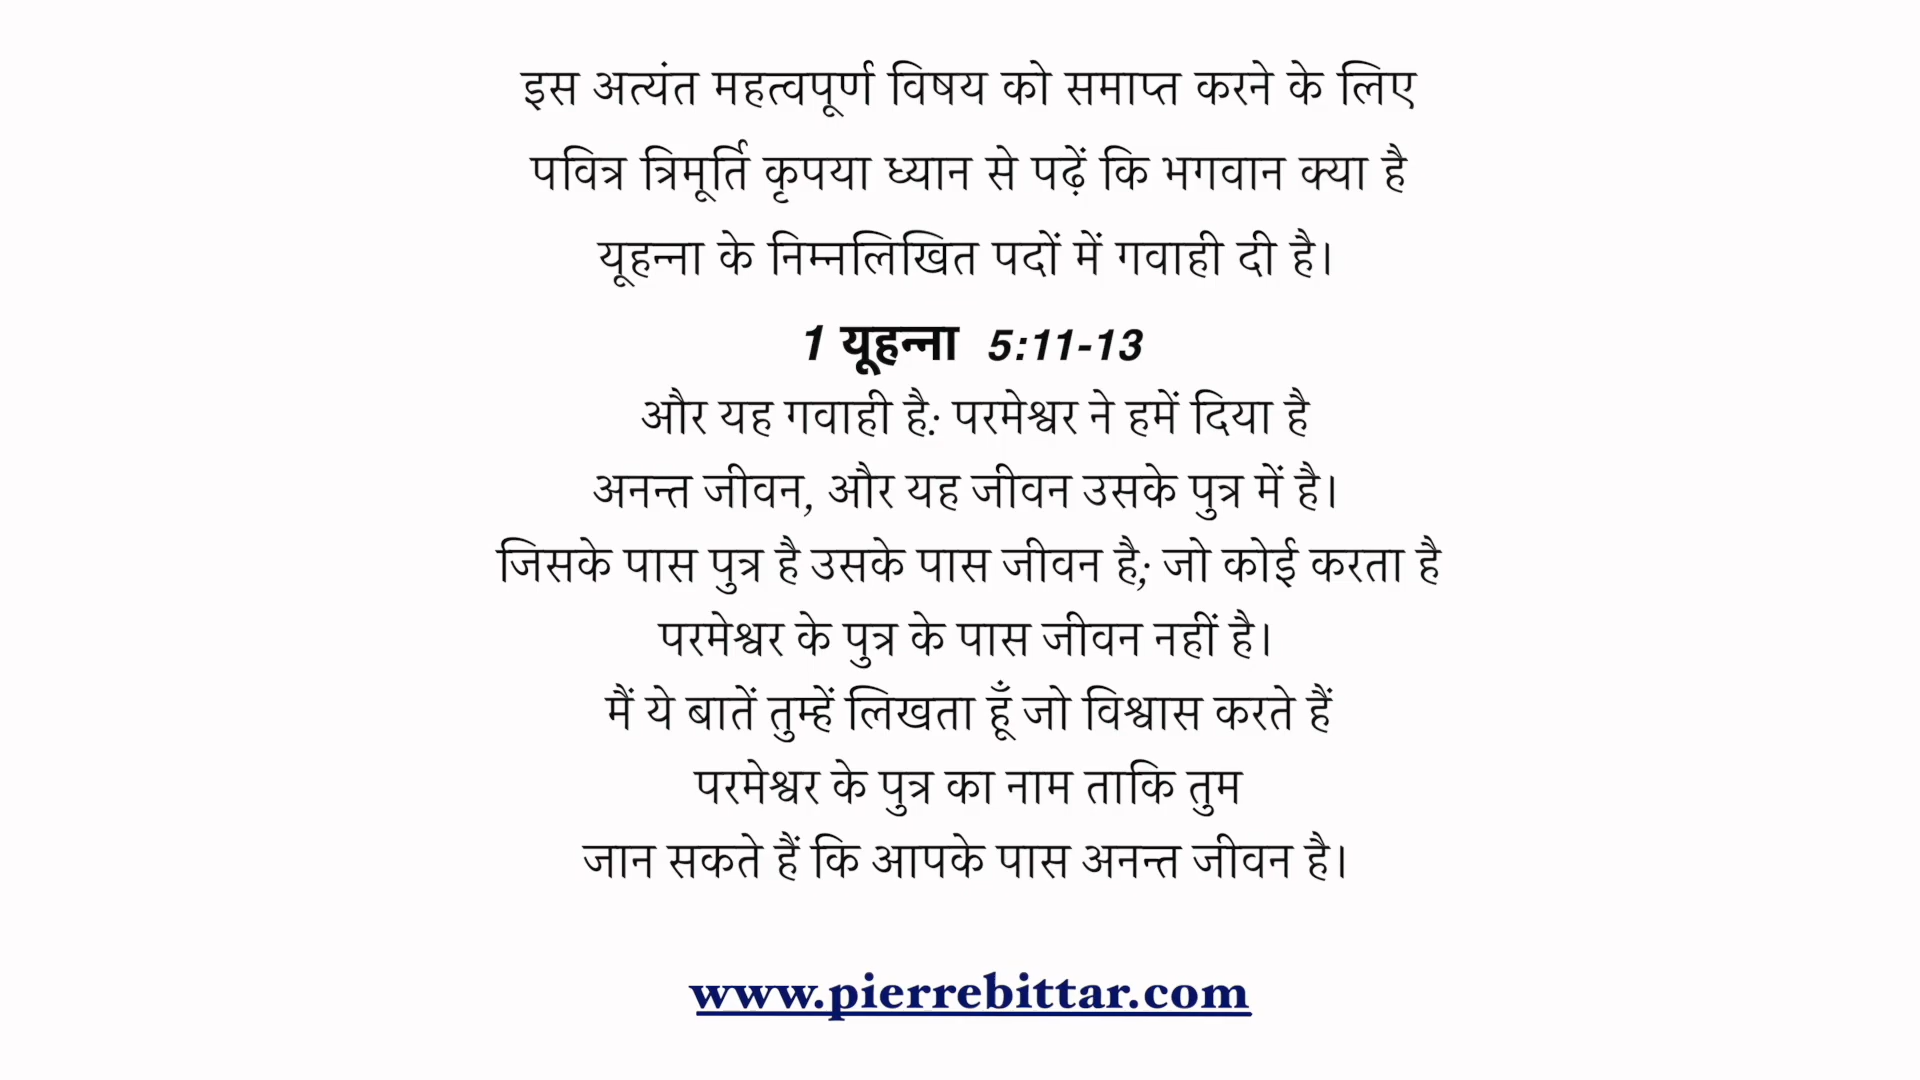 इस अत्यंत महत्वपूर्ण विषय को समाप्त करने के लिए
पवित्र त्रिमूर्ति कृपया ध्यान से पढ़ें कि भगवान क्या है
यूहन्ना के निम्नलिखित पदों में गवाही दी है।
1 यूहन्ना 5:11-13
और यह गवाही है: परमेश्वर ने हमें दिया है
अनन्त जीवन, और यह जीवन उसके पुत्र में है।
जिसके पास पुत्र है उसके पास जीवन है; जो कोई करता है
परमेश्वर के पुत्र के पास जीवन नहीं है।
मैं ये बातें तुम्हें लिखता हूँ जो विश्वास करते हैं
परमेश्वर के पुत्र का नाम ताकि तुम
जान सकते हैं कि आपके पास अनन्त जीवन है।
www.pierrebittar.com